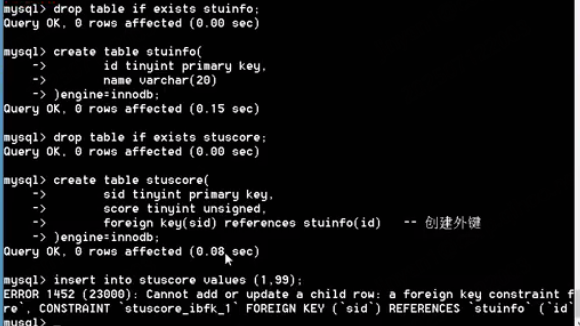 mysql> drop table if exists stuinfo;
Query OK, 0 rows affected (0.00 sec)
mysql> create table stuinfo(
-> id tinyint primary key,
-> name varchar(20)
-> )engine=innodb;
Query OK, 0 rows affected (0.15 sec)
mysql> drop table if exists stuscore;
Query OK, 0 rows affected (0.00 sec)
mysql> create table stuscore(
-> sid tinyint primary key,
-> score tinyint unsigned,
-> foreign key(sid) references stuinfo(id) -- 创建外键
-> )engine=innodb;
Query OK, 0 rows affected (0.08 sec)
mysql> insert into stuscore values (1,99);
ERROR 1452 (23000): Cannot add or update a child row: a foreign key constraint f
re`, CONSTRAINT `stuscore_ibfk_1` FOREIGN KEY (`sid`) REFERENCES `stuinfo` (`id`
mysql>